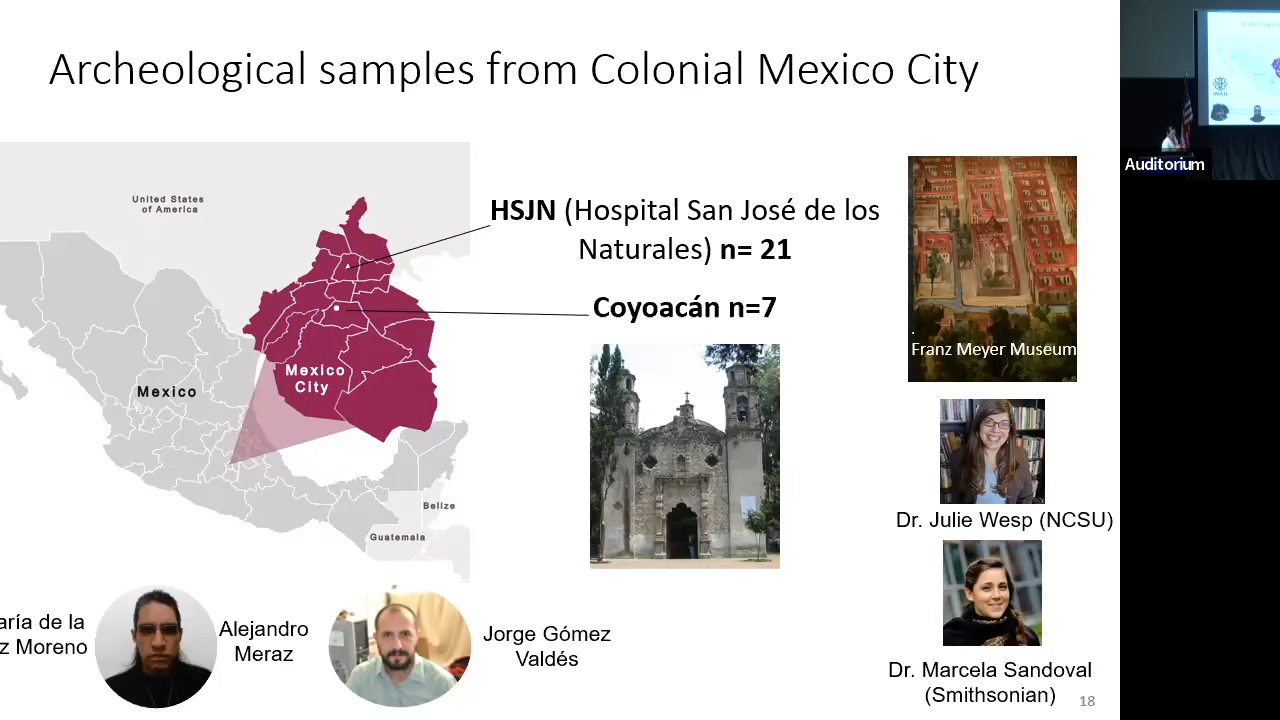 Archeological samples from Colonial Mexico City
United States
of America
HSJN (Hospital San José de los
Naturales) n= 21
Coyoacán n=7
Mexico
City
Mexico
Belize
Guatemala
Franz Meyer Museum
Dr. Julie Wesp (NCSU)
Dr. Marcela Sandoval
(Smithsonian)
aría de la
z Moreno
Alejandro
Meraz
Jorge Gómez
Valdés
18
Auditorium